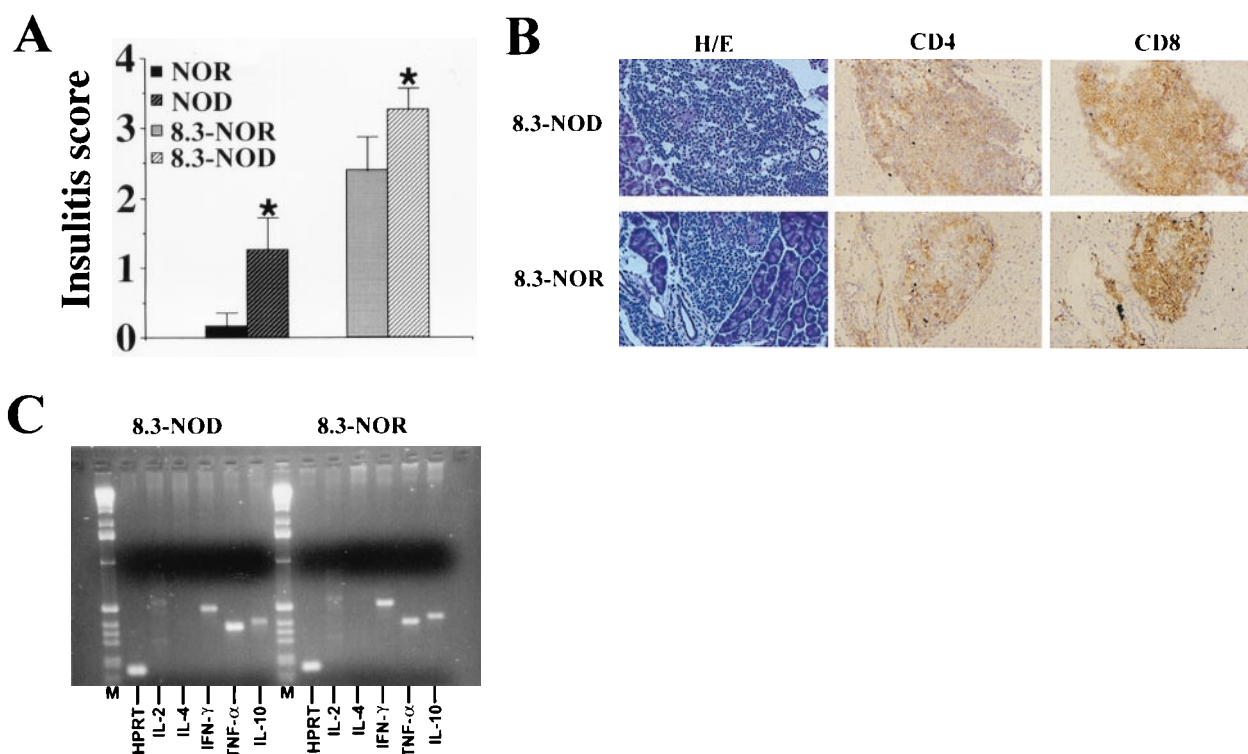 A
Insulitis score
4
3
2
1
0
NOR
NOD
8.3-NOR
8.3-NOD
*
*
B
H/E CD4 CD8
8.3-NOD
8.3-NOR
C
8.3-NOD 8.3-NOR
M HPRT IL-2 IL-4 IFN-γ TNF-α IL-10 M HPRT IL-2 IL-4 IFN-γ TNF-α IL-10